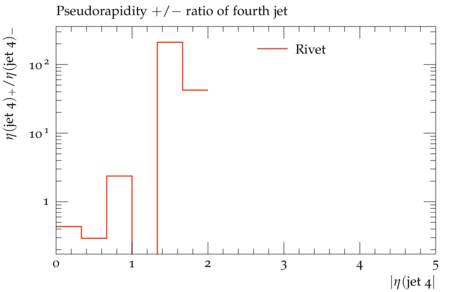 Pseudorapidity +/− ratio of fourth jet
η(jet 4)₊/η(jet 4)₋
Rivet
10²
10¹
1
0 1 2 3 4 5
|η(jet 4|